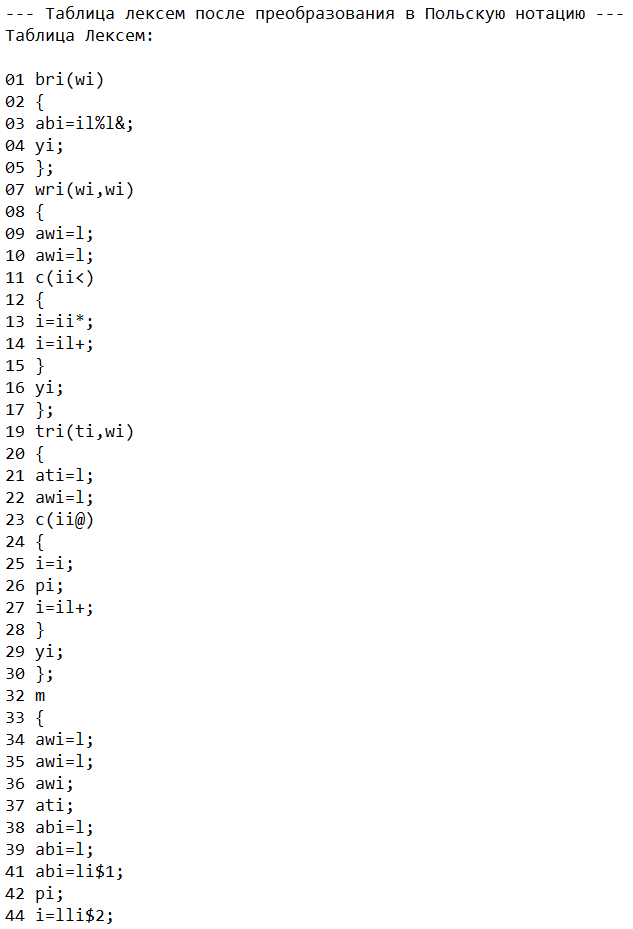 --- Таблица лексем после преобразования в Польскую нотацию ---
Таблица Лексем:
01 bri(wi)
02 {
03 abi=il%l&;
04 yi;
05 };
07 wri(wi,wi)
08 {
09 awi=l;
10 awi=l;
11 c(ii<)
12 {
13 i=ii*;
14 i=il+;
15 }
16 yi;
17 };
19 tri(ti,wi)
20 {
21 ati=l;
22 awi=l;
23 c(ii@)
24 {
25 i=i;
26 pi;
27 i=il+;
28 }
29 yi;
30 };
32 m
33 {
34 awi=l;
35 awi=l;
36 awi;
37 ati;
38 abi=l;
39 abi=l;
41 abi=li$1;
42 pi;
44 i=lli$2;